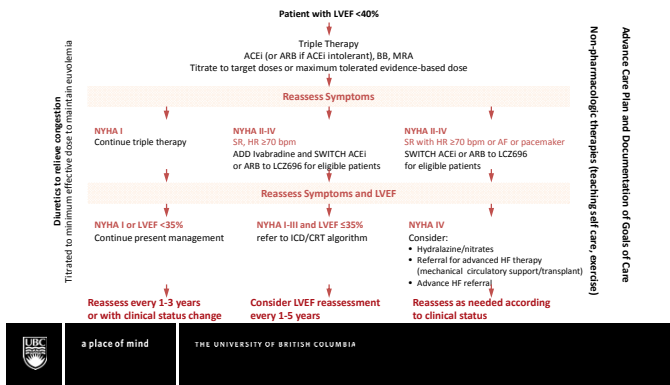 Patient with LVEF <40%
Triple Therapy
ACEi (or ARB if ACEi intolerant), BB, MRA
Titrate to target doses or maximum tolerated evidence-based dose
Reassess Symptoms
NYHA I
Continue triple therapy
NYHA II-IV
SR, HR ≥70 bpm
ADD Ivabradine and SWITCH ACEi
or ARB to LCZ696 for eligible patients
NYHA II-IV
SR with HR ≥70 bpm or AF or pacemaker
SWITCH ACEi or ARB to LCZ696
for eligible patients
Reassess Symptoms and LVEF
NYHA I or LVEF <35%
Continue present management
NYHA I-III and LVEF ≤35%
refer to ICD/CRT algorithm
NYHA IV
Consider:
• Hydralazine/nitrates
• Referral for advanced HF therapy
(mechanical circulatory support/transplant)
• Advance HF referral
Reassess every 1-3 years
or with clinical status change
Consider LVEF reassessment
every 1-5 years
Reassess as needed according
to clinical status
Diuretics to relieve congestion
Titrated to minimum effective dose to maintain euvolemia
Non-pharmacologic therapies (teaching self care, exercise)
Advance Care Plan and Documentation of Goals of Care
UBC
a place of mind
THE UNIVERSITY OF BRITISH COLUMBIA